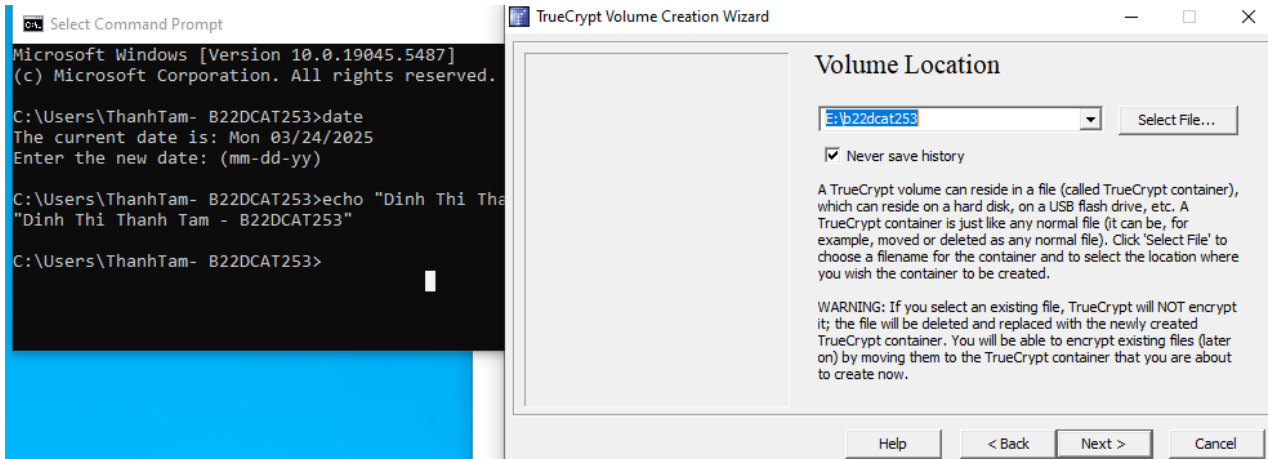 Select Command Prompt
Microsoft Windows [Version 10.0.19045.5487]
(c) Microsoft Corporation. All rights reserved.
C:\Users\ThanhTam- B22DCAT253>date
The current date is: Mon 03/24/2025
Enter the new date: (mm-dd-yy)
C:\Users\ThanhTam- B22DCAT253>echo "Dinh Thi Tha
"Dinh Thi Thanh Tam - B22DCAT253"
C:\Users\ThanhTam- B22DCAT253>
TrueCrypt Volume Creation Wizard
Volume Location
E:\b22dcat253
Select File...
Never save history
A TrueCrypt volume can reside in a file (called TrueCrypt container),
which can reside on a hard disk, on a USB flash drive, etc. A
TrueCrypt container is just like any normal file (it can be, for
example, moved or deleted as any normal file). Click 'Select File' to
choose a filename for the container and to select the location where
you wish the container to be created.
WARNING: If you select an existing file, TrueCrypt will NOT encrypt
it; the file will be deleted and replaced with the newly created
TrueCrypt container. You will be able to encrypt existing files (later
on) by moving them to the TrueCrypt container that you are about
to create now.
Help
< Back
Next >
Cancel